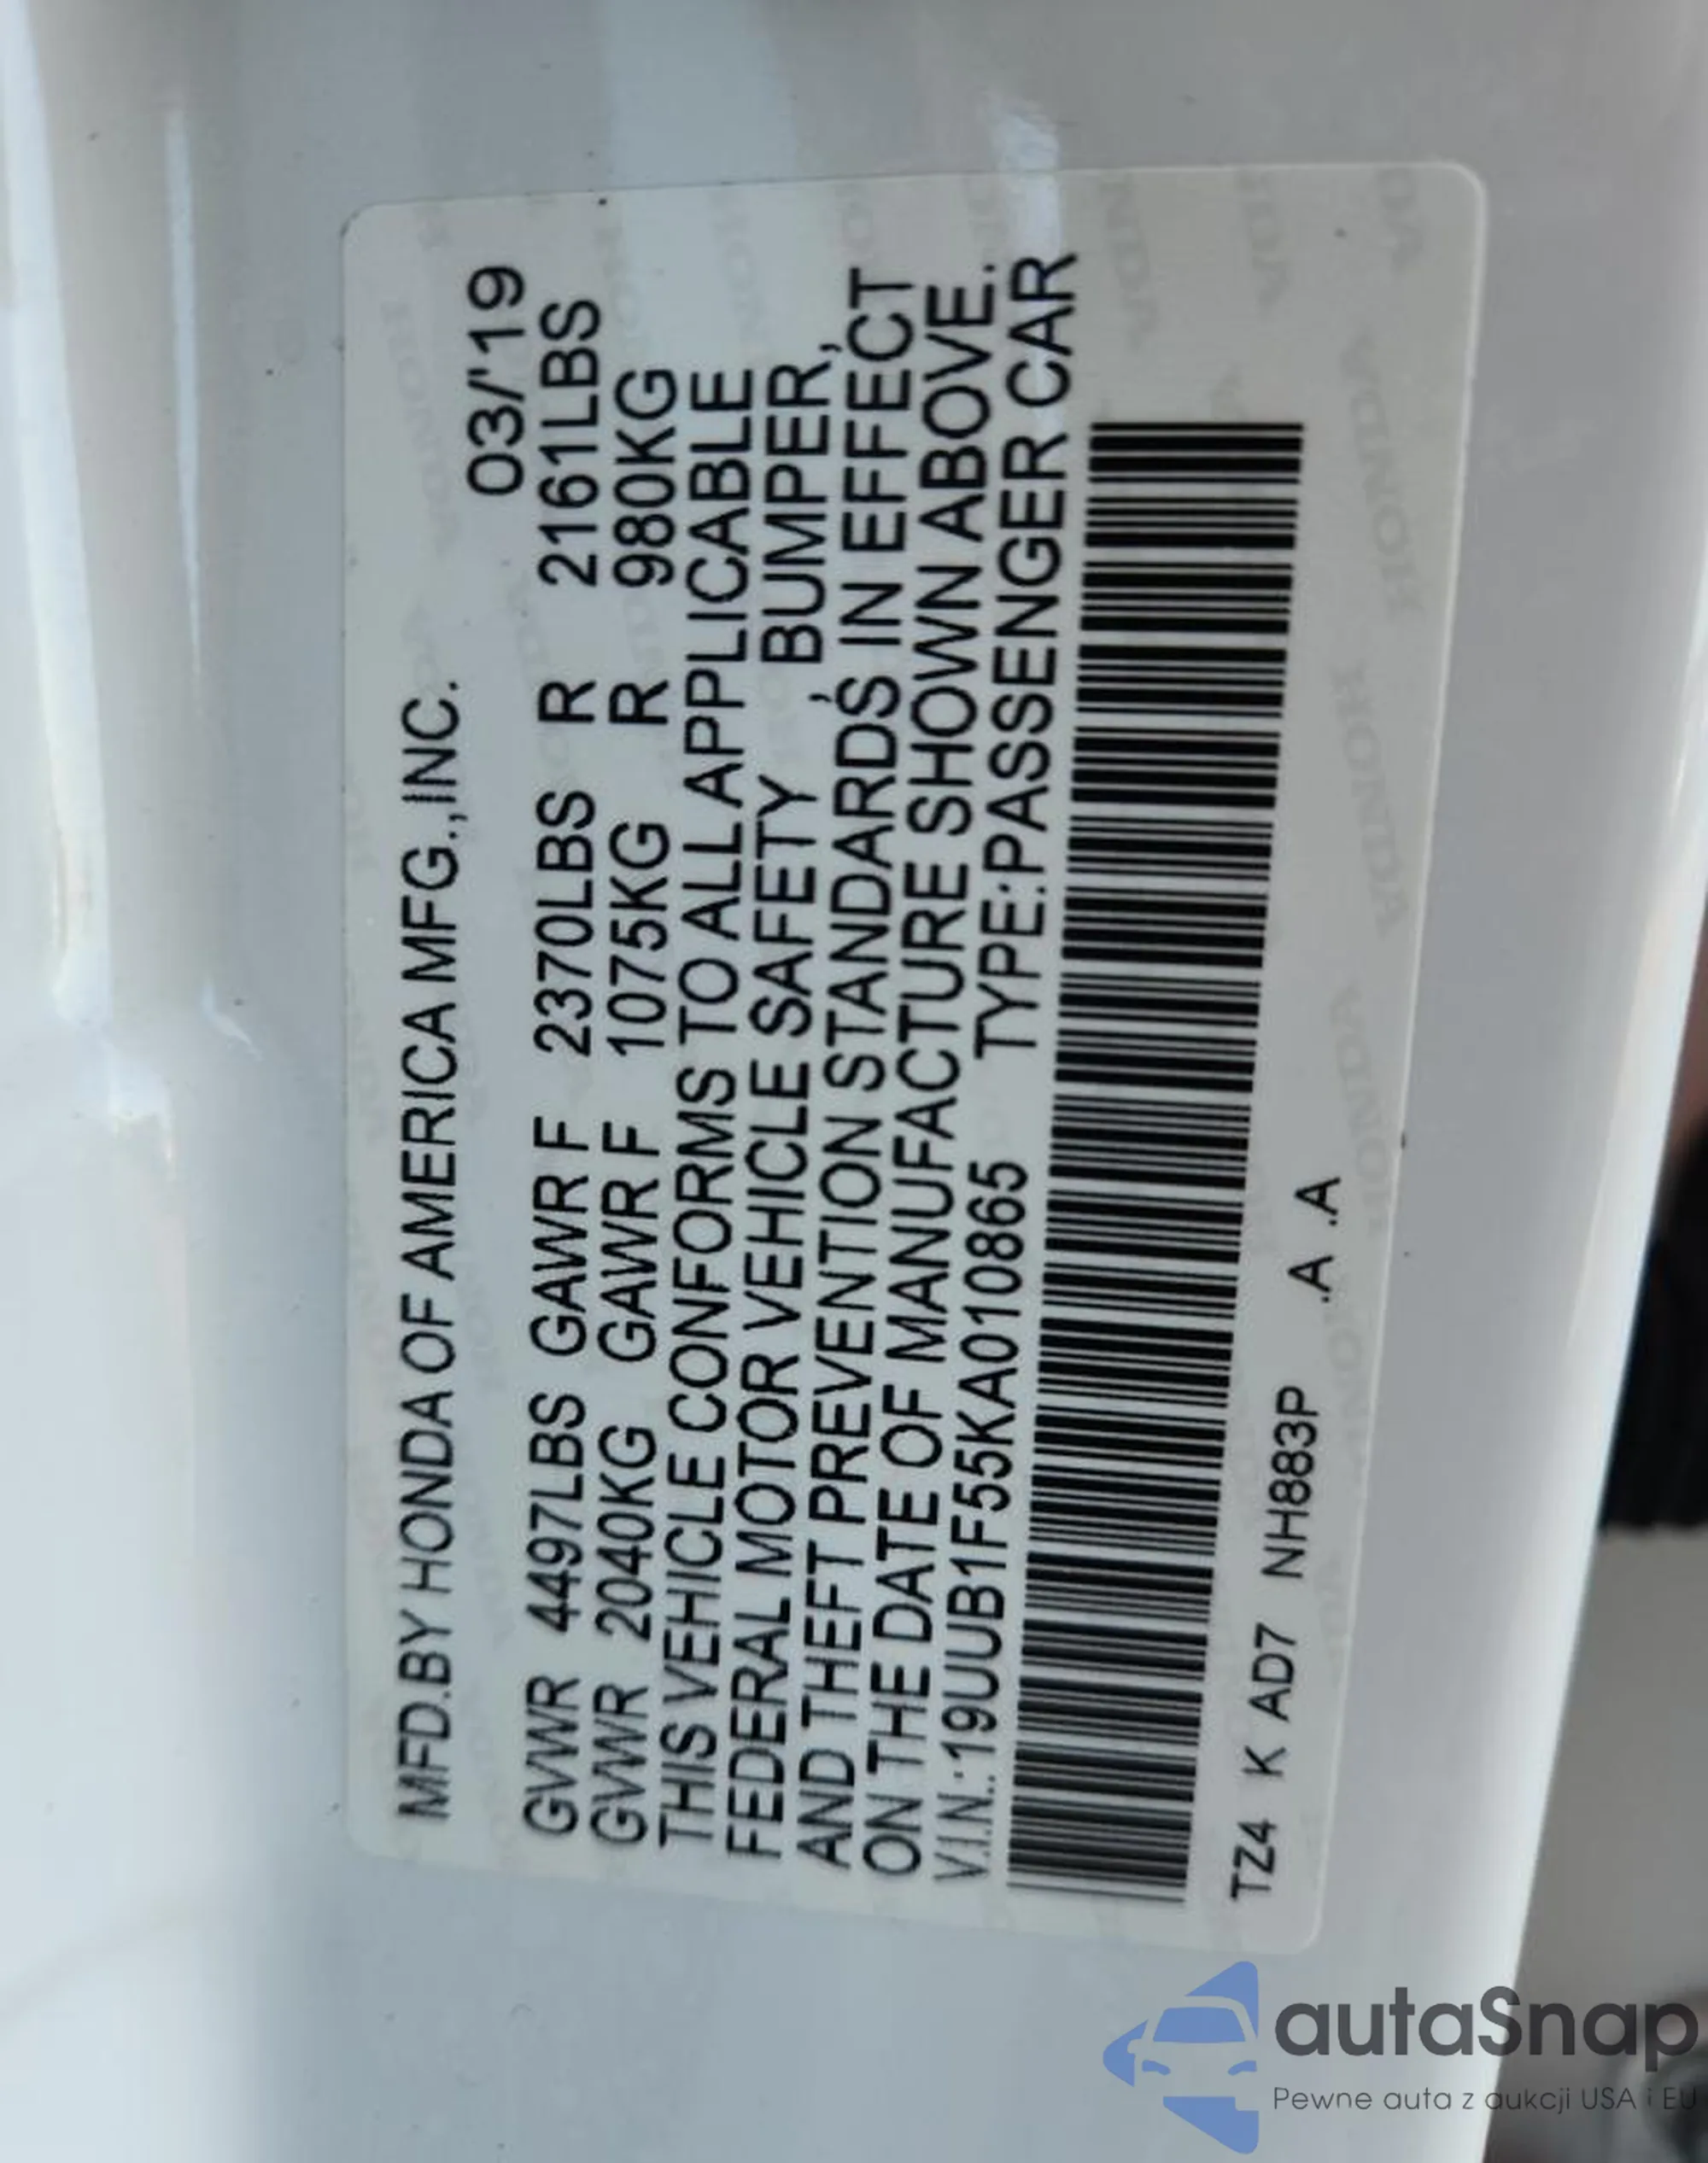 MFD.BY HONDA OF AMERICA MFG.,INC.
03/'19
GVWR 4497LBS GAWR F 2370LBS R 2161LBS
GVWR 2040KG GAWR F 1075KG R 980KG
THIS VEHICLE CONFORMS TO ALL APPLICABLE
FEDERAL MOTOR VEHICLE SAFETY , BUMPER,
AND THEFT PREVENTION STANDARDS IN EFFECT
ON THE DATE OF MANUFACTURE SHOWN ABOVE.
V.I.N.:19UUB1F55KA010865 TYPE:PASSENGER CAR
TZ4 K AD7 NH883P .A .A
autaSnap
Pewne auta z aukcji USA i EU